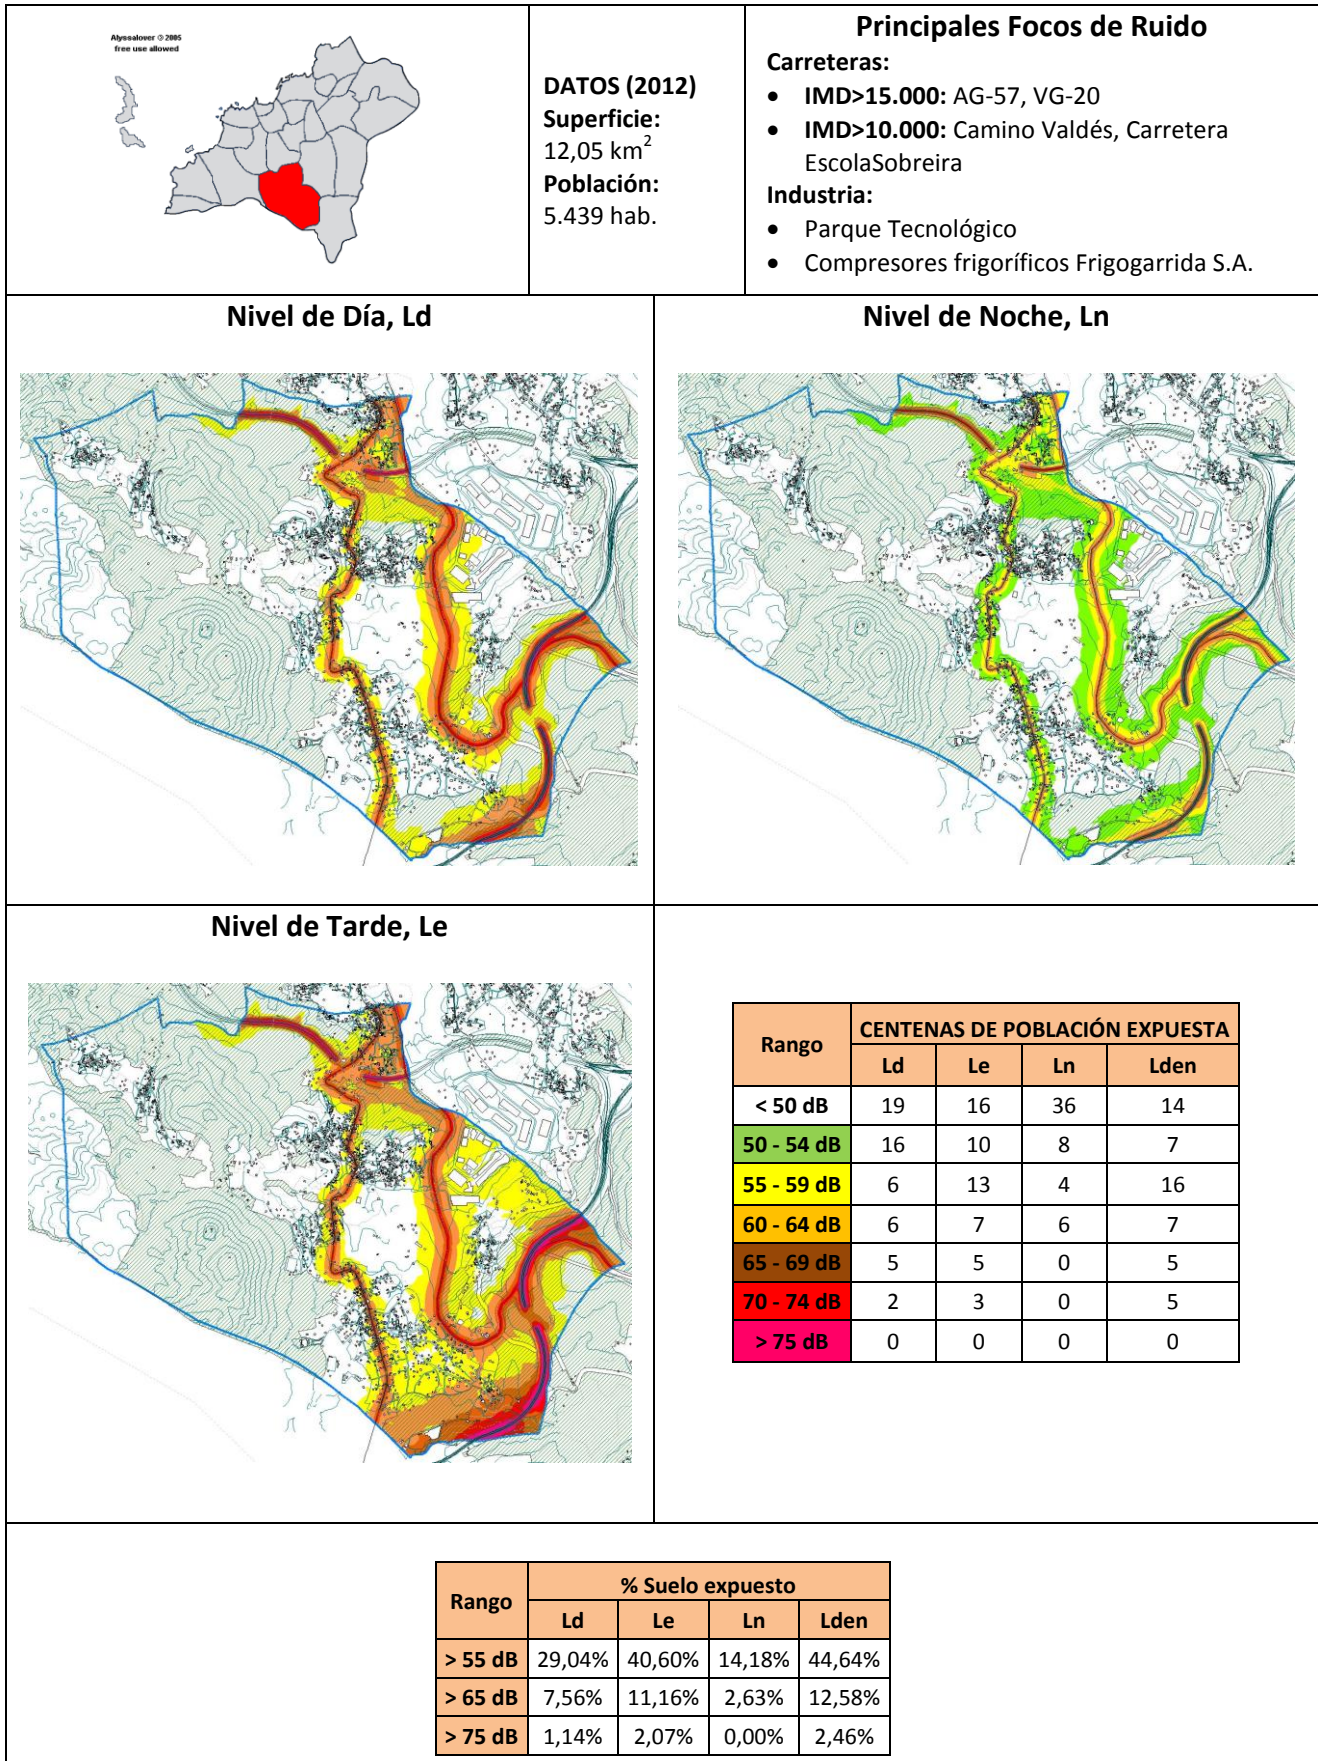 Alyssalover © 2005
free use allowed
DATOS (2012)
Superficie:
12,05 km²
Población:
5.439 hab.
Principales Focos de Ruido
Carreteras:
• IMD>15.000: AG-57, VG-20
• IMD>10.000: Camino Valdés, Carretera
EscolaSobreira
Industria:
• Parque Tecnológico
• Compresores frigoríficos Frigogarrida S.A.
Nivel de Día, Ld
Nivel de Noche, Ln
Nivel de Tarde, Le
Rango CENTENAS DE POBLACIÓN EXPUESTA
Ld Le Ln Lden
< 50 dB 19 16 36 14
50 - 54 dB 16 10 8 7
55 - 59 dB 6 13 4 16
60 - 64 dB 6 7 6 7
65 - 69 dB 5 5 0 5
70 - 74 dB 2 3 0 5
> 75 dB 0 0 0 0
Rango % Suelo expuesto
Ld Le Ln Lden
> 55 dB 29,04% 40,60% 14,18% 44,64%
> 65 dB 7,56% 11,16% 2,63% 12,58%
> 75 dB 1,14% 2,07% 0,00% 2,46%